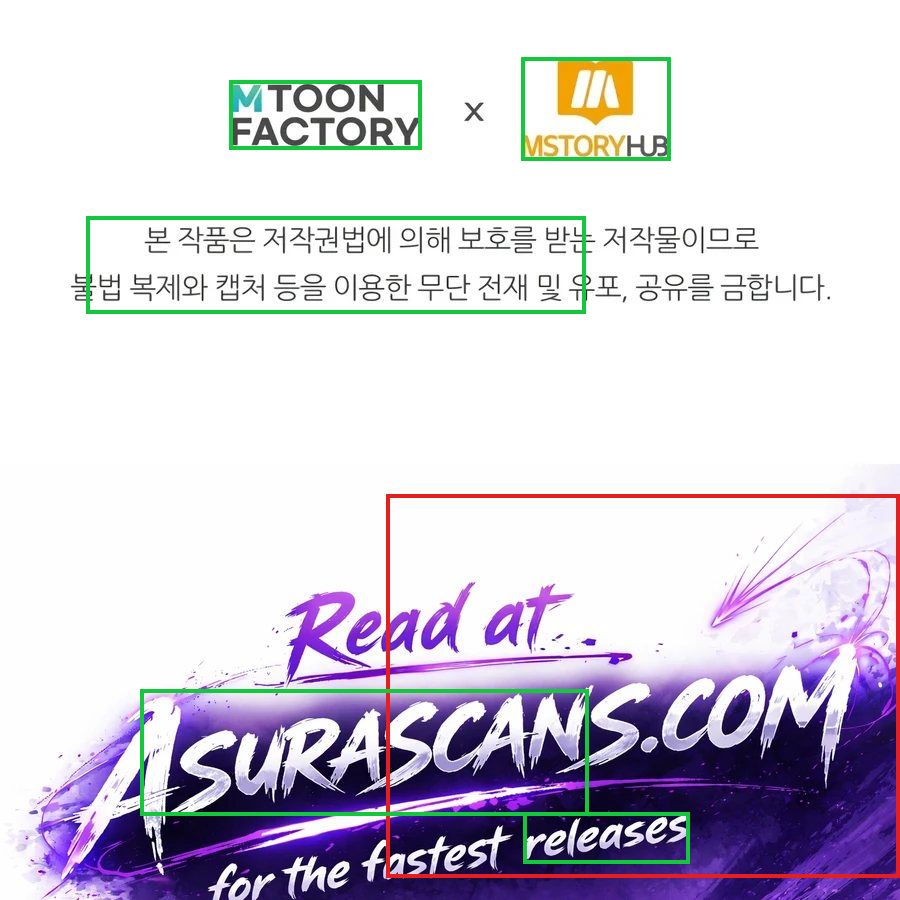 MTOON
FACTORY
x
MSTORYHUB
본 작품은 저작권법에 의해 보호를 받는 저작물이므로
불법 복제와 캡처 등을 이용한 무단 전재 및 유포, 공유를 금합니다.
Read at...
ASURASCANS.COM
for the fastest releases